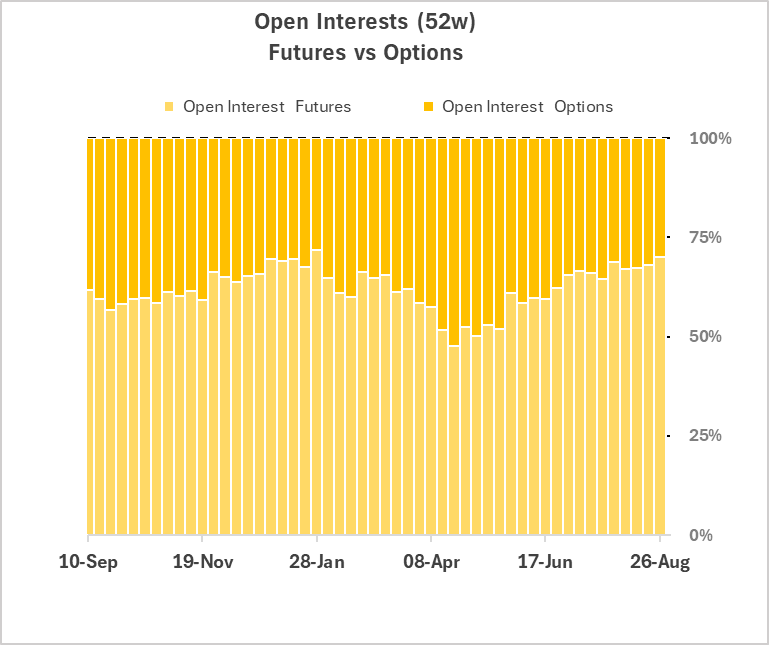 Open Interests (52w)
Futures vs Options
Open Interest Futures
Open Interest Options
100%
75%
50%
25%
0%
10-Sep
19-Nov
28-Jan
08-Apr
17-Jun
26-Aug